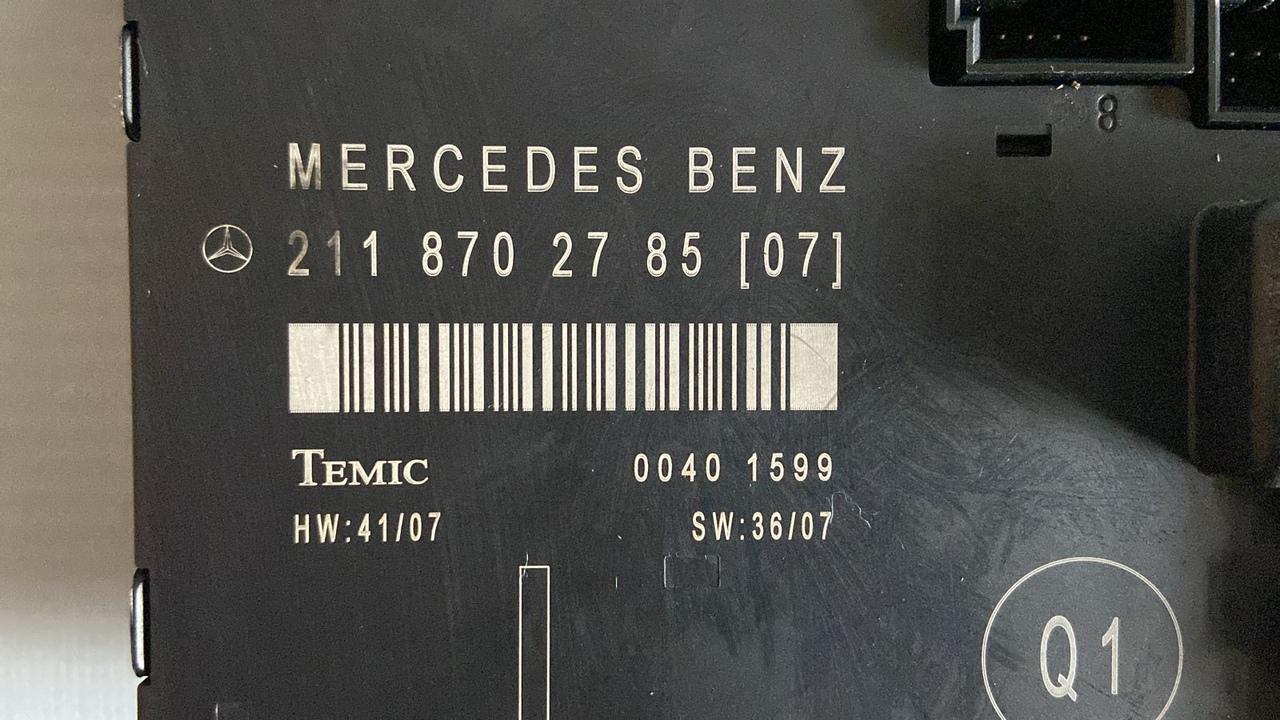 8
MERCEDES BENZ
211 870 27 85 [07]
TEMIC 0040 1599
HW:41/07 SW:36/07
Q1